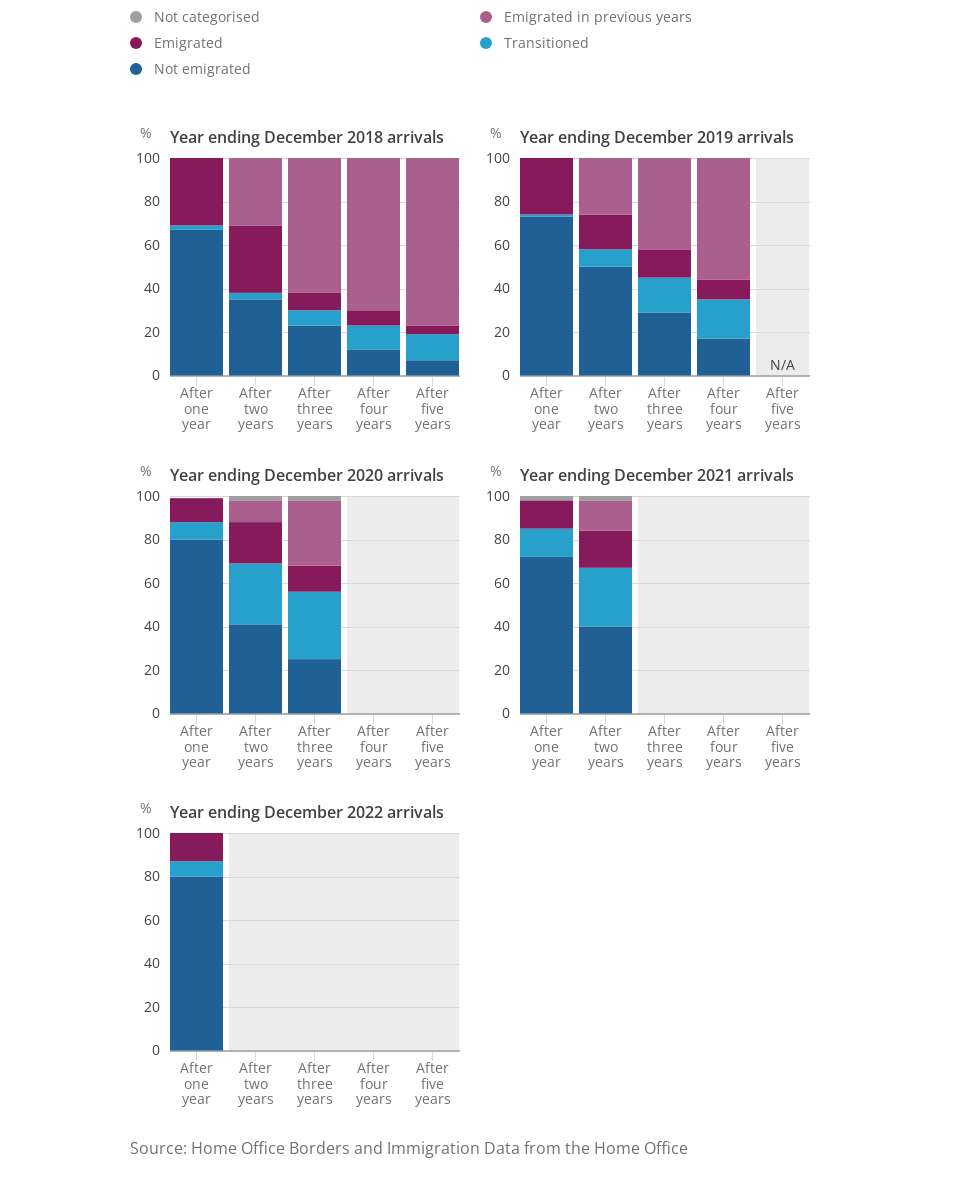 Not categorised
Emigrated in previous years
Emigrated
Transitioned
Not emigrated
% Year ending December 2018 arrivals
100
80
60
40
20
0
After one year
After two years
After three years
After four years
After five years
% Year ending December 2019 arrivals
100
80
60
40
20
0
N/A
After one year
After two years
After three years
After four years
After five years
% Year ending December 2020 arrivals
100
80
60
40
20
0
After one year
After two years
After three years
After four years
After five years
% Year ending December 2021 arrivals
100
80
60
40
20
0
After one year
After two years
After three years
After four years
After five years
% Year ending December 2022 arrivals
100
80
60
40
20
0
After one year
After two years
After three years
After four years
After five years
Source: Home Office Borders and Immigration Data from the Home Office